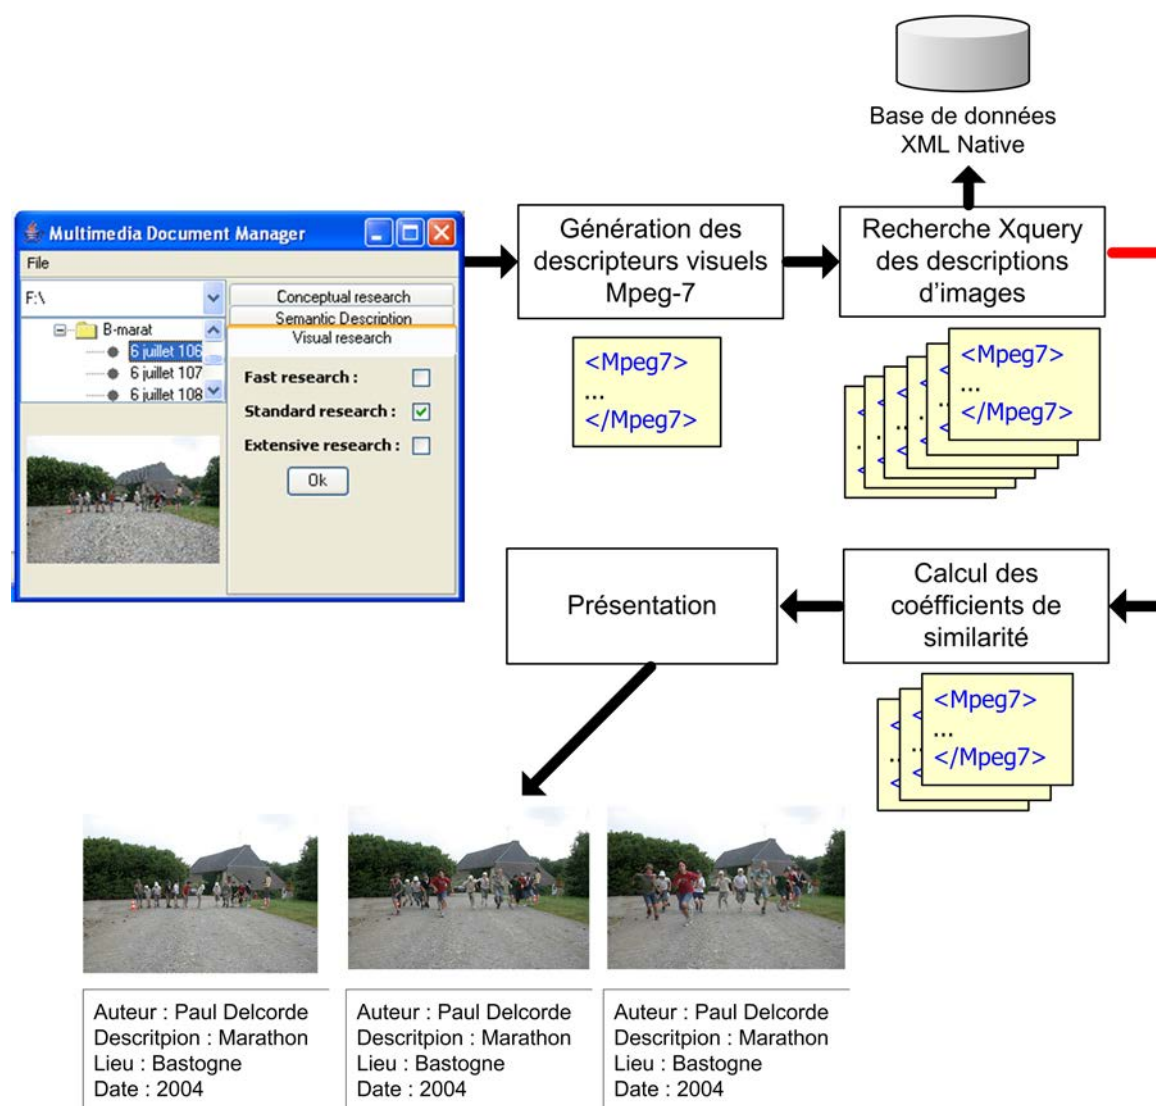 Base de données
XML Native
Multimedia Document Manager
File
F:\
B-marat
6 juillet 106
6 juillet 107
6 juillet 108
Conceptual research
Semantic Description
Visual research
Fast research :
Standard research :
Extensive research :
Ok
Génération des
descripteurs visuels
Mpeg-7
<Mpeg7>
...
</Mpeg7>
Recherche Xquery
des descriptions
d’images
<Mpeg7>
...
</Mpeg7>
Présentation
Calcul des
coéfficients de
similarité
<Mpeg7>
...
</Mpeg7>
Auteur : Paul Delcorde
Descritpion : Marathon
Lieu : Bastogne
Date : 2004
Auteur : Paul Delcorde
Descritpion : Marathon
Lieu : Bastogne
Date : 2004
Auteur : Paul Delcorde
Descritpion : Marathon
Lieu : Bastogne
Date : 2004